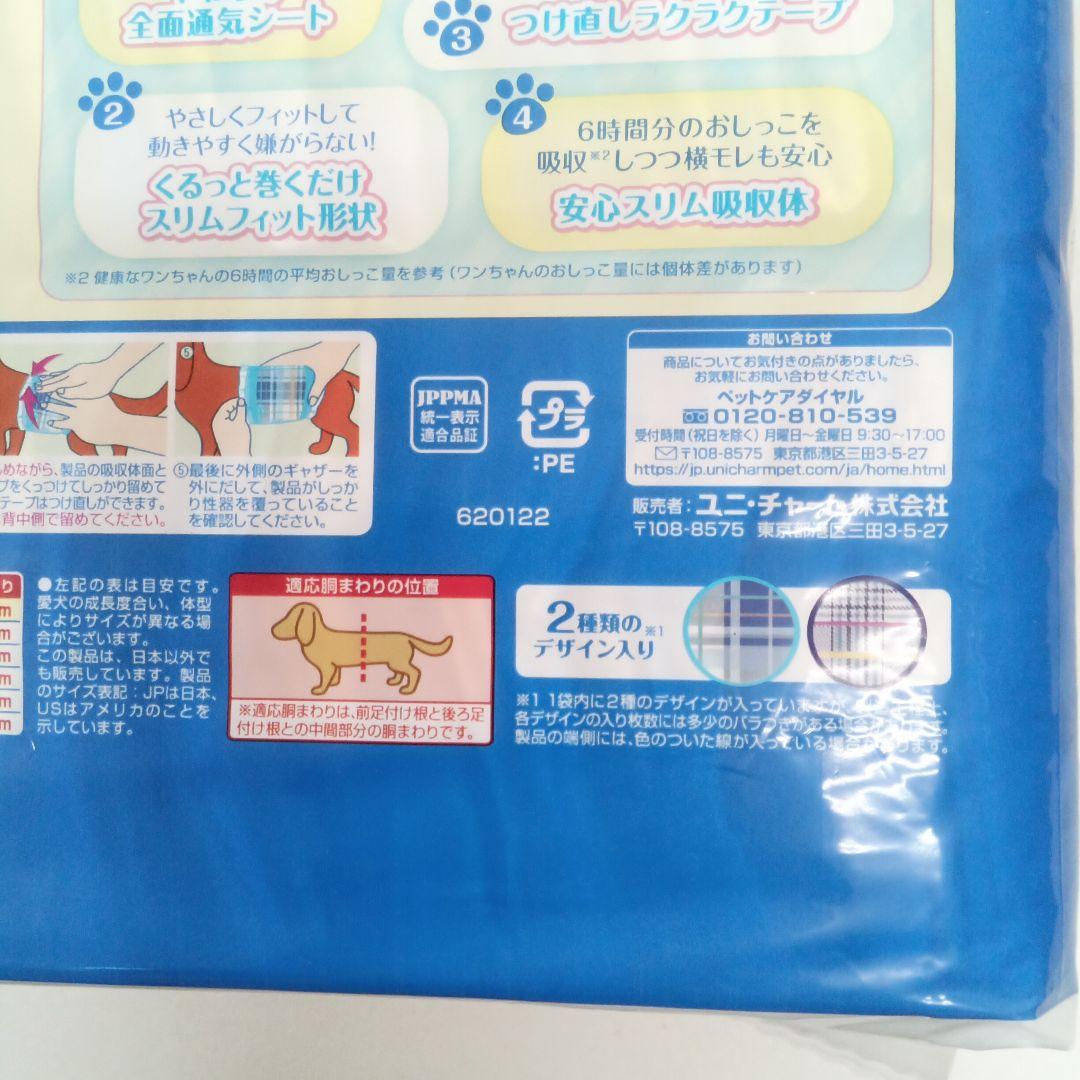 全面通気シート
③
つけ直しラクラクテープ
2
やさしくフィットして
動きやすく嫌がらない!
くるっと巻くだけ
スリムフィット形状
4
6時間分のおしっこを
吸収※2しつつ横モレも安心
安心スリム吸収体
※2 健康なワンちゃんの6時間の平均おしっこ量を参考(ワンちゃんのおしっこ量には個体差があります)
⑤
めながら、製品の吸収体面と
プをくっつけてしっかり留めて
テープはつけ直しができます。
背中側で留めてください。
⑤最後に外側のギャザーを
外にだして、製品がしっか
り性器を覆っていること
を確認してください。
JPPMA
統一表示
適合品証
プラ
:PE
620122
お問い合わせ
商品についてお気付きの点がありましたら、
お気軽にお問い合わせください。
ペットケアダイヤル
0120-810-539
受付時間(祝日を除く) 月曜日〜金曜日 9:30〜17:00
〒108-8575 東京都港区三田3-5-27
https://jp.unicharmpet.com/ja/home.html
販売者:ユニ・チャーム株式会社
〒108-8575 東京都港区三田3-5-27
り
m
m
m
m
m
m
●左記の表は目安です。
愛犬の成長度合い、体型
によりサイズが異なる場
合がございます。
この製品は、日本以外で
も販売しています。製品
のサイズ表記:JPは日本、
USはアメリカのことを
示しています。
適応胴まわりの位置
※適応胴まわりは、前足付け根と後ろ足
付け根との中間部分の胴まわりです。
2種類の※1
デザイン入り
※1 1袋内に2種のデザインが入っていますが、
各デザインの入り枚数には多少のバラつきがある場合があります。
製品の端側には、色のついた線が入っている場合があります。